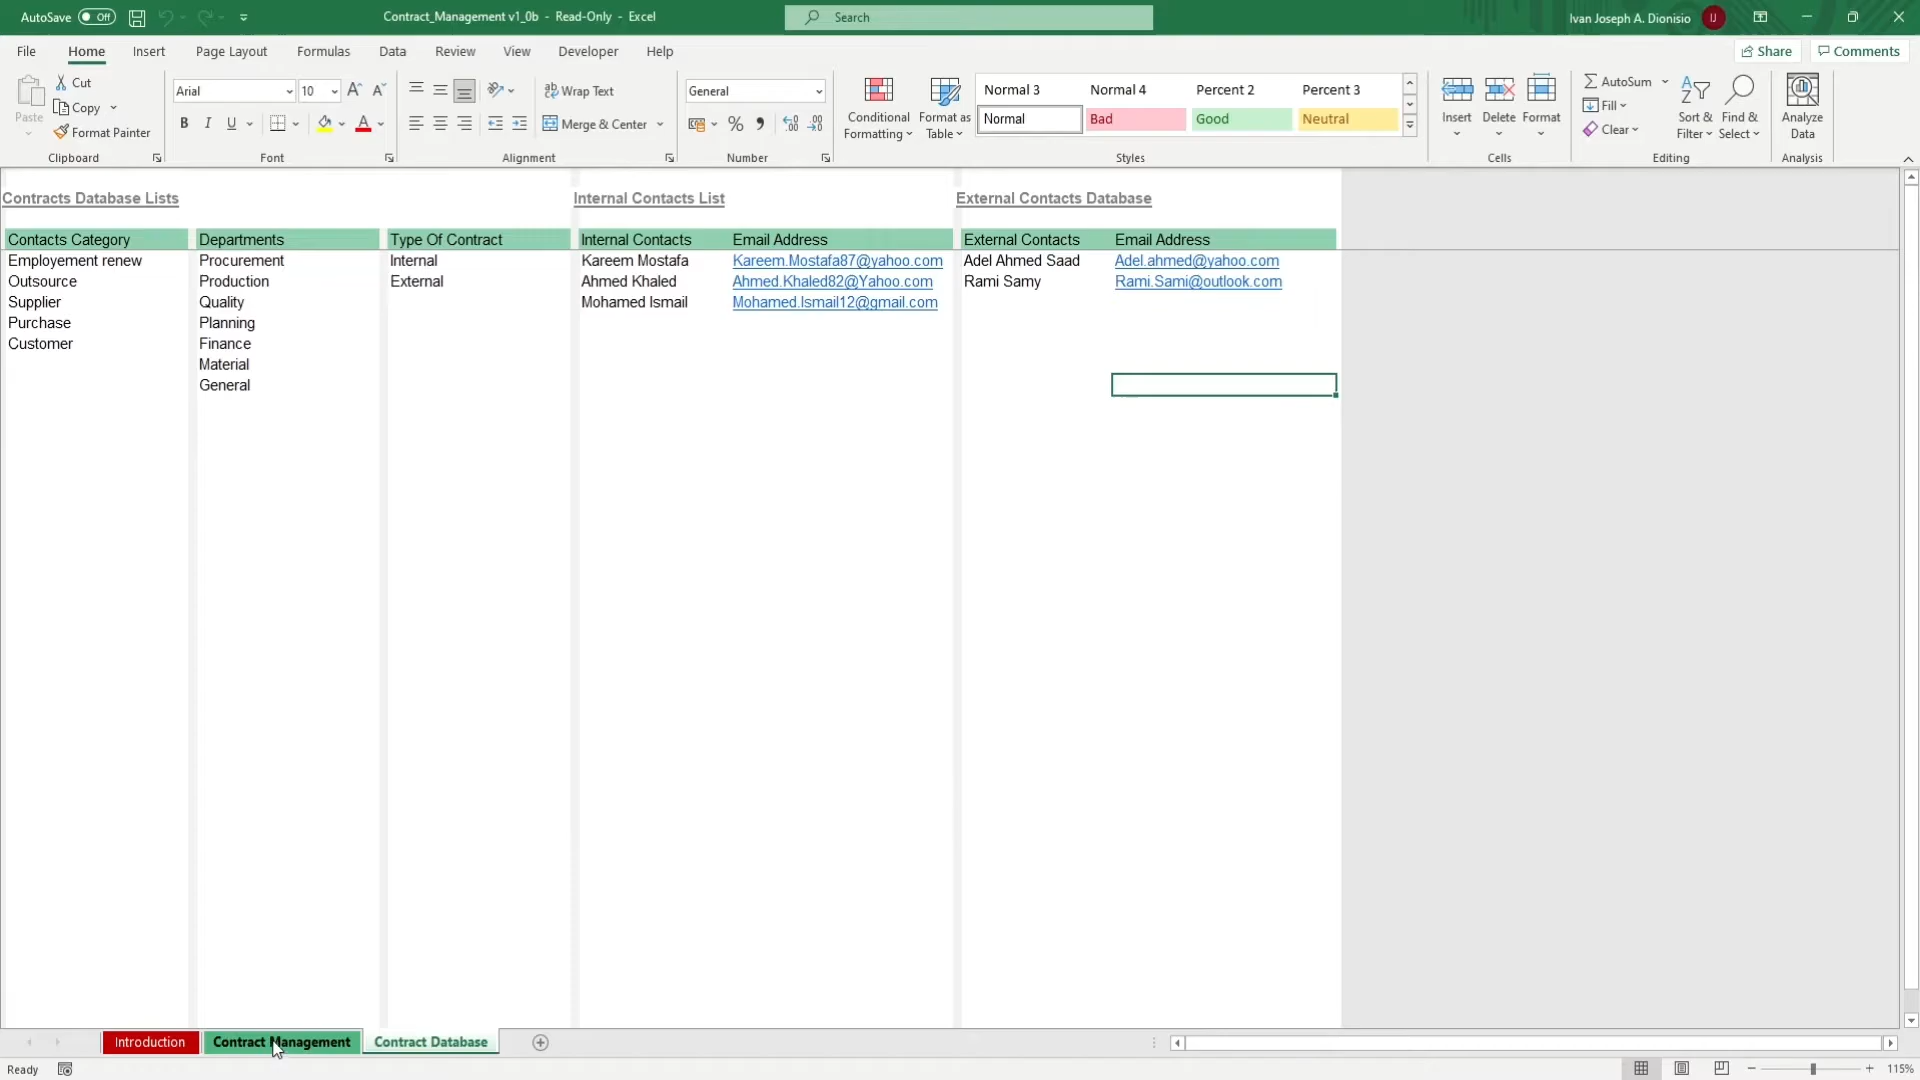 AutoSave Off Contract_Management v1_0b - Read-Only - Excel Search Ivan Joseph A. Dionisio IJ
File Home Insert Page Layout Formulas Data Review View Developer Help Share Comments
Paste
Cut
Copy
Format Painter
Clipboard
Arial 10
B I U
Font
Wrap Text
Merge & Center
Alignment
General
Number
Conditional Formatting
Format as Table
Normal 3 Normal 4 Percent 2 Percent 3
Normal Bad Good Neutral
Styles
Insert Delete Format
Cells
AutoSum
Fill
Clear
Sort & Filter
Find & Select
Editing
Analyze Data
Analysis
Contracts Database Lists Internal Contacts List External Contacts Database
Contacts Category Departments Type Of Contract Internal Contacts Email Address External Contacts Email Address
Employement renew Procurement Internal Kareem Mostafa Kareem.Mostafa87@yahoo.com Adel Ahmed Saad Adel.ahmed@yahoo.com
Outsource Production External Ahmed Khaled Ahmed.Khaled82@Yahoo.com Rami Samy Rami.Sami@outlook.com
Supplier Quality Mohamed Ismail Mohamed.Ismail12@gmail.com
Purchase Planning
Customer Finance
Material
General
Introduction Contract Management Contract Database
Ready 115%